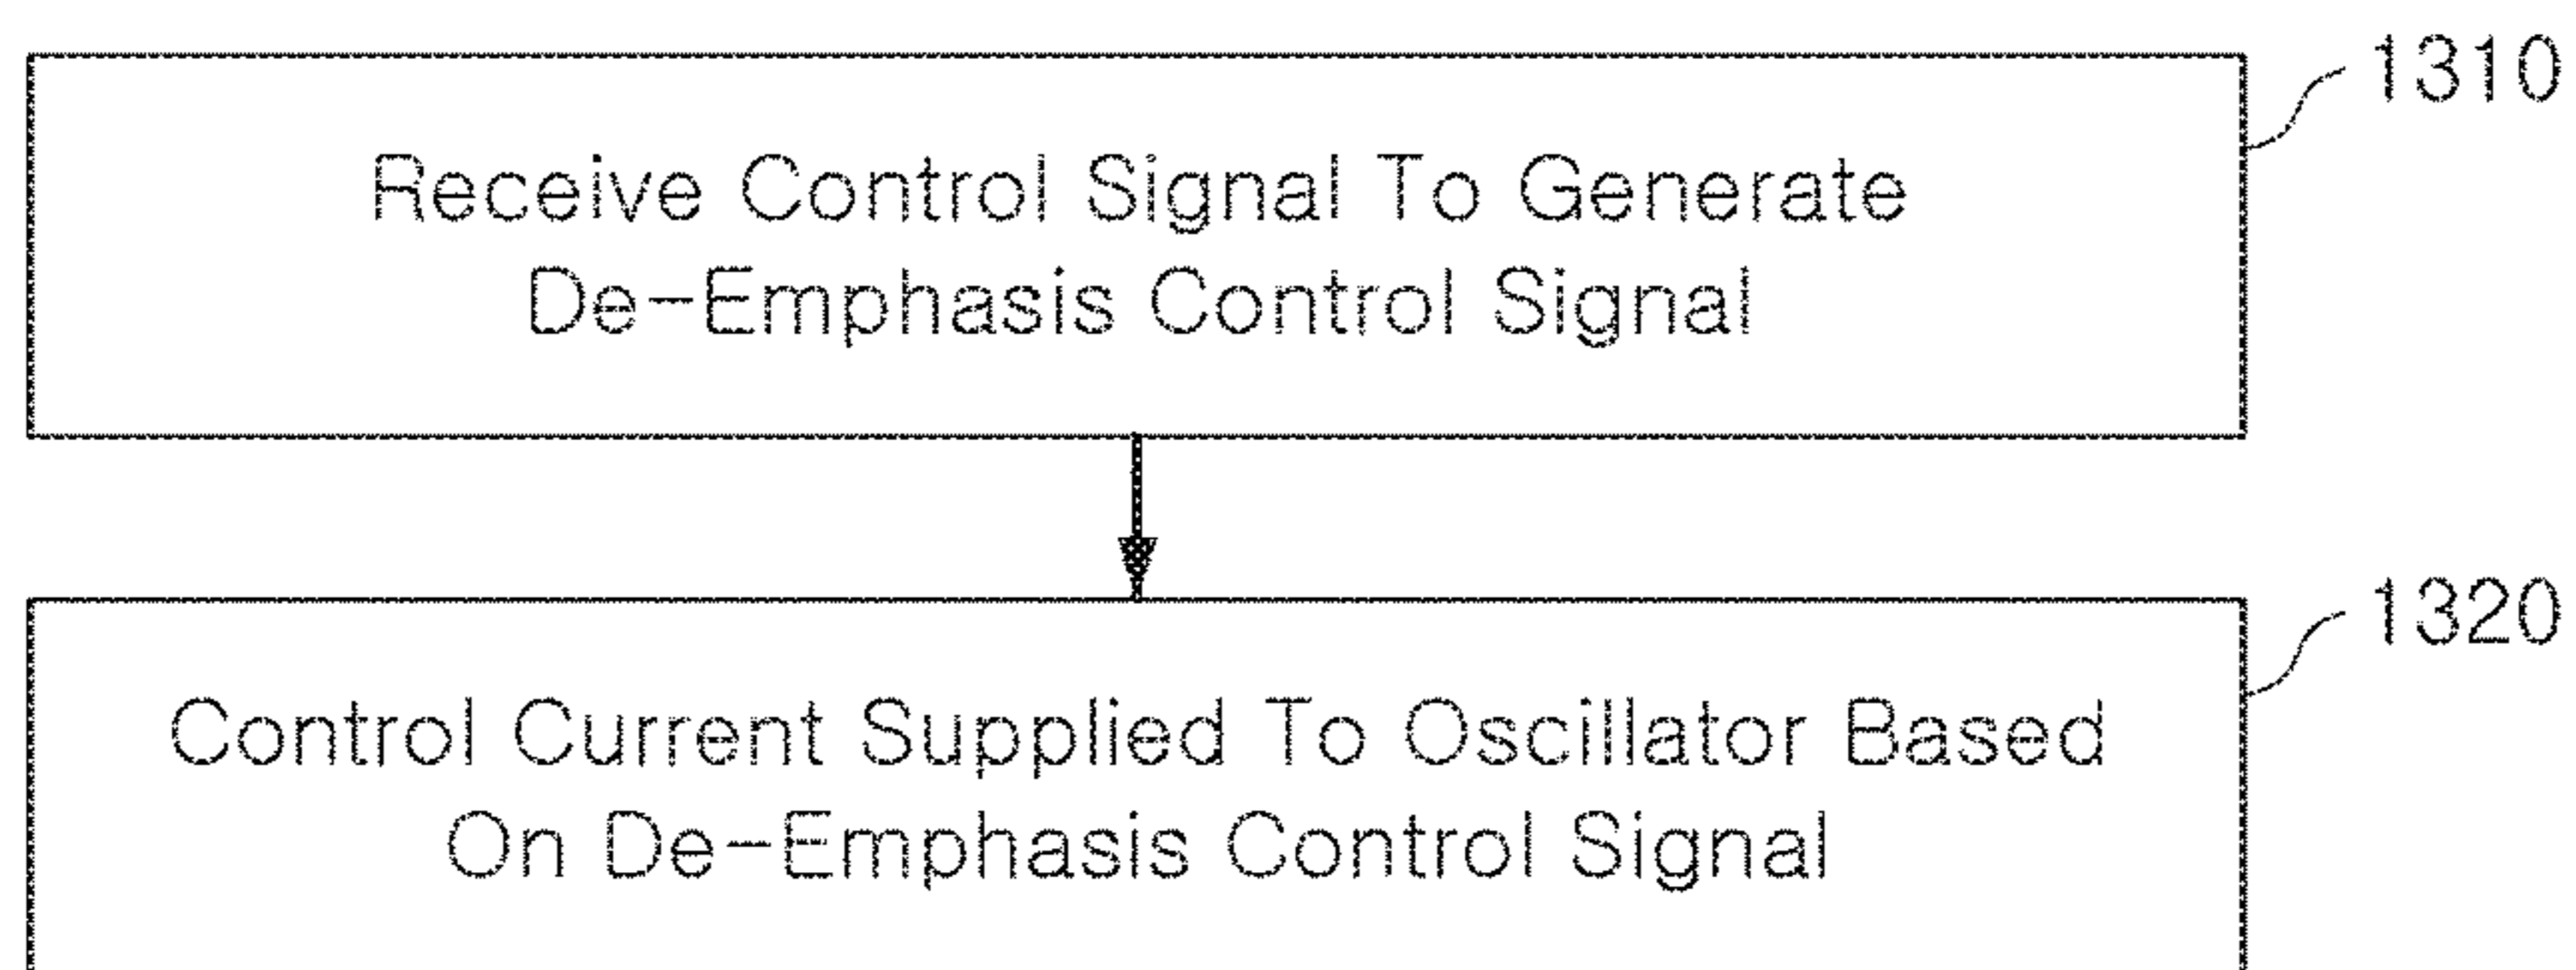 1310
Receive Control Signal To Generate
De-Emphasis Control Signal
1320
Control Current Supplied To Oscillator Based
On De-Emphasis Control Signal